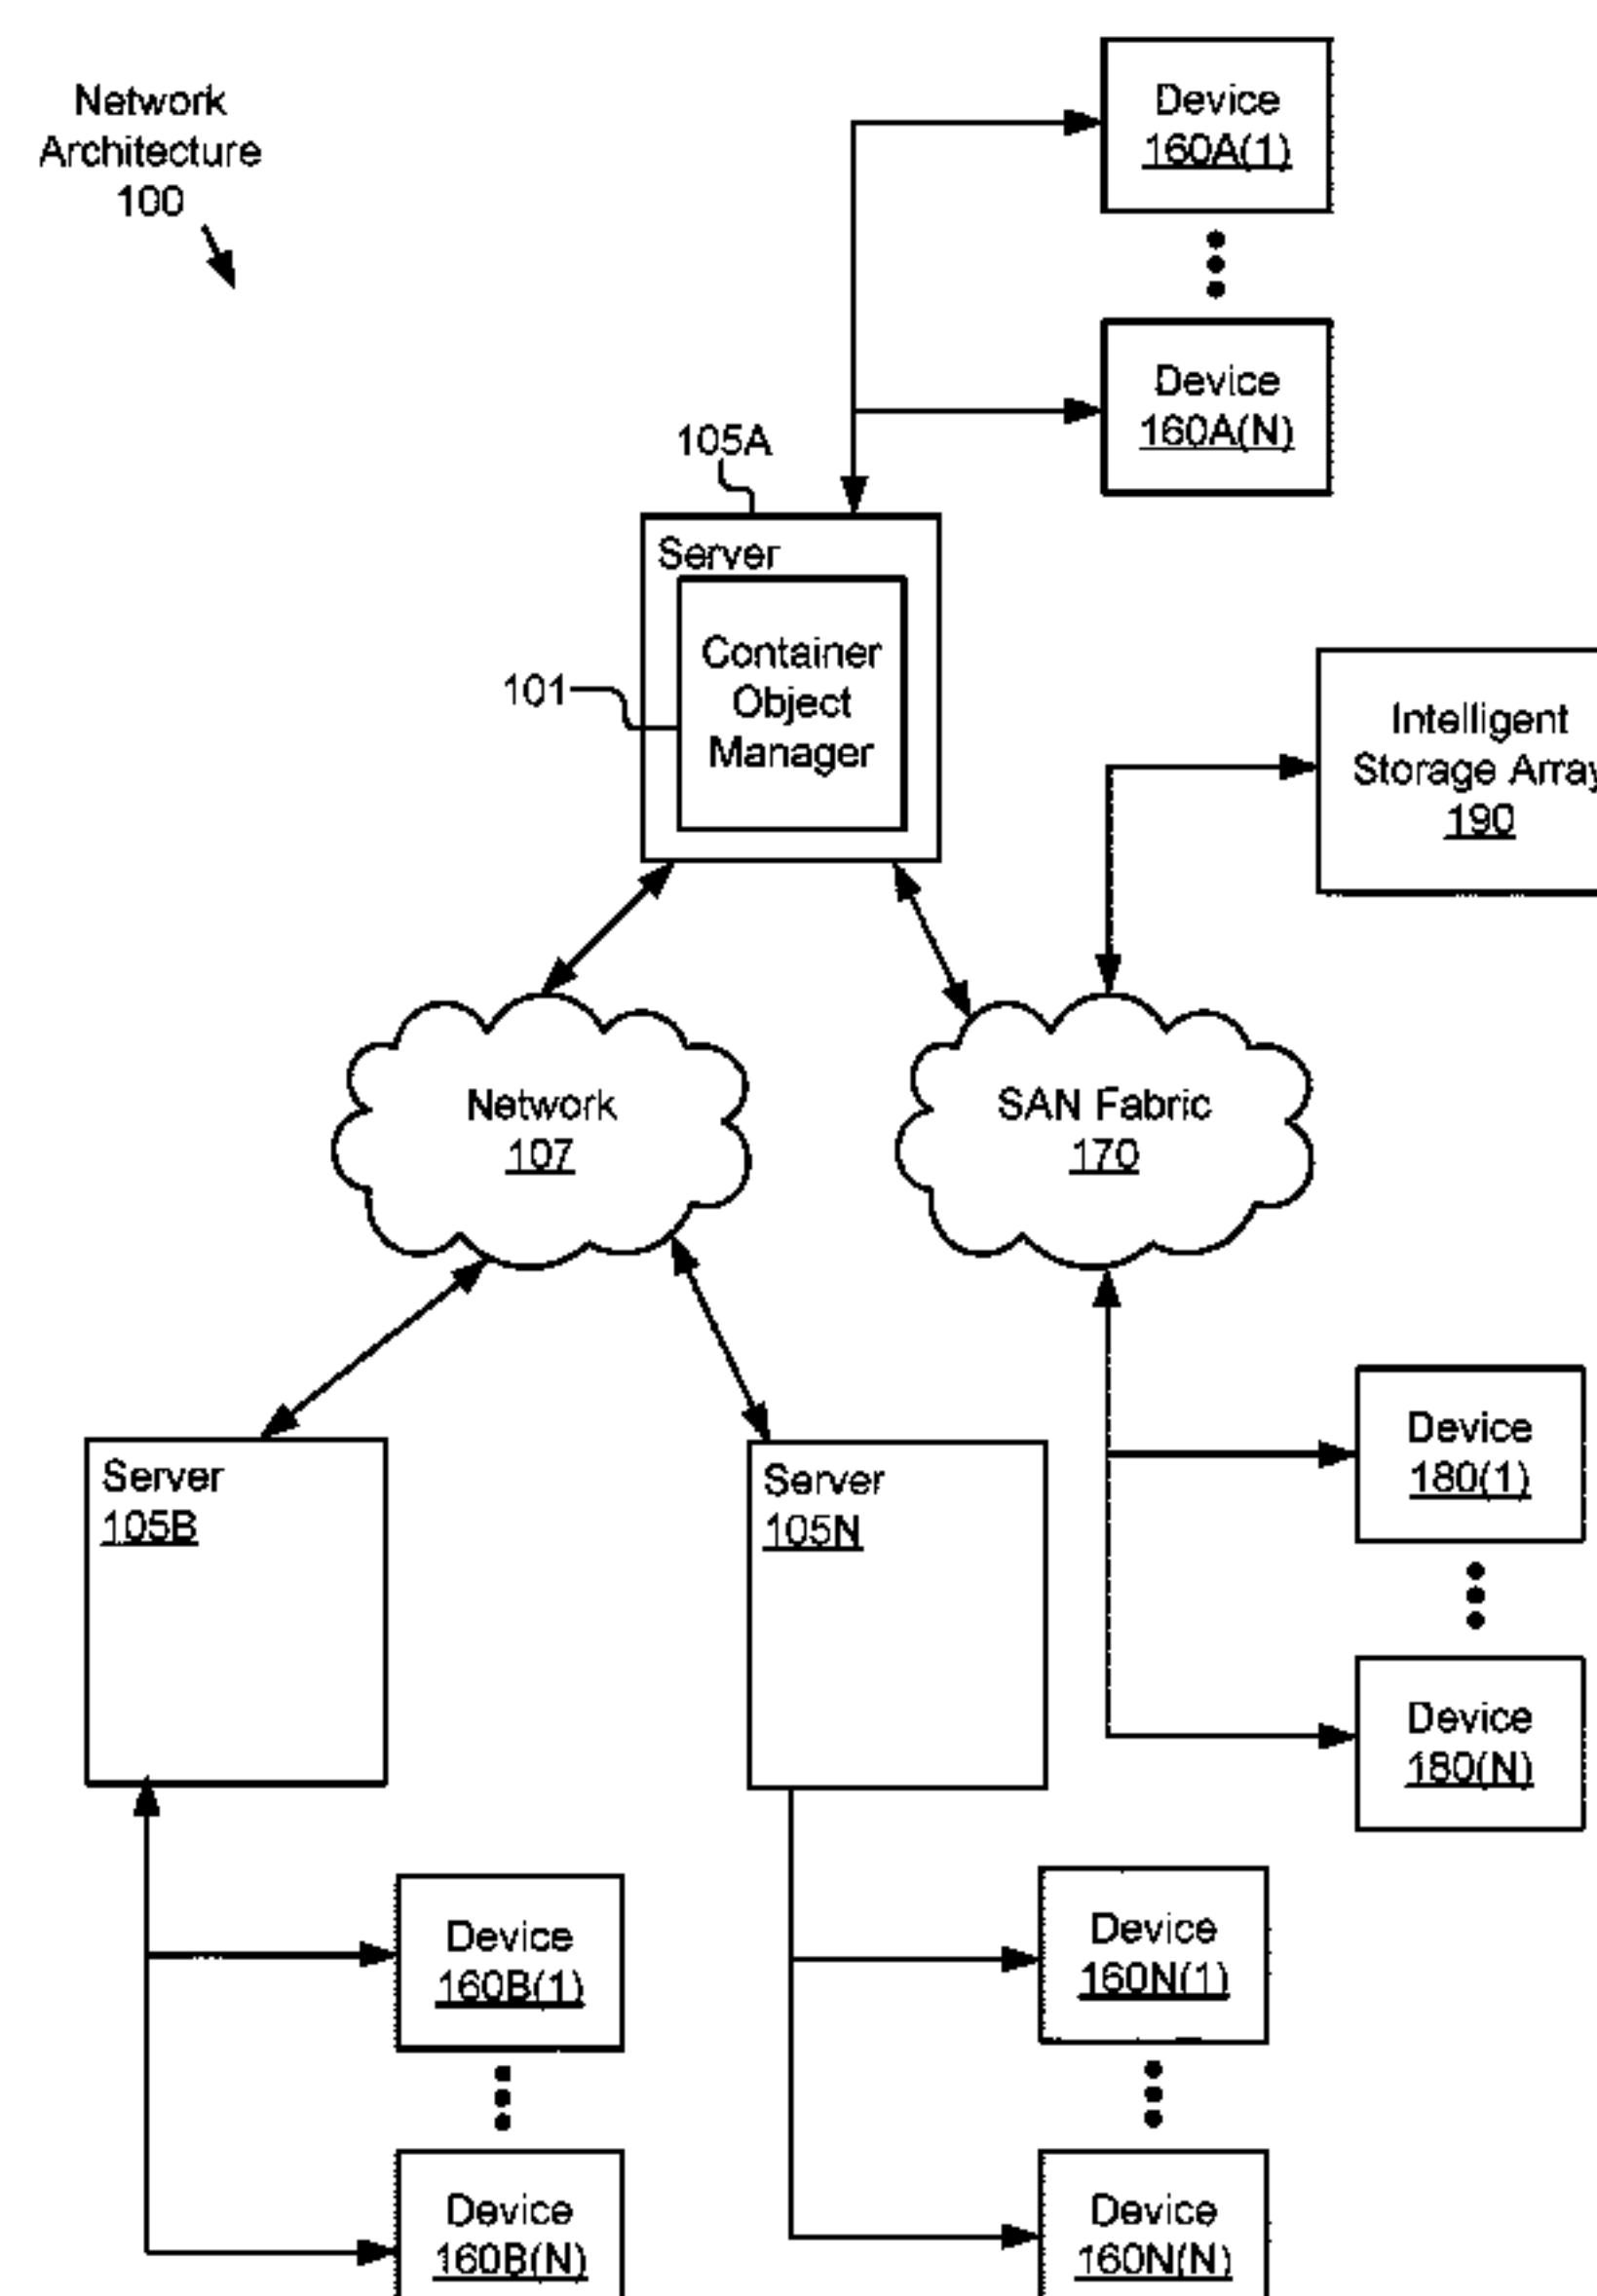 Network
Architecture
100
Device
160A(1)
Device
160A(N)
105A
Server
Container
Object
Manager
101
Intelligent
Storage Array
190
Network
107
SAN Fabric
170
Server
105B
Server
105N
Device
180(1)
Device
180(N)
Device
160B(1)
Device
160N(1)
Device
160B(N)
Device
160N(N)